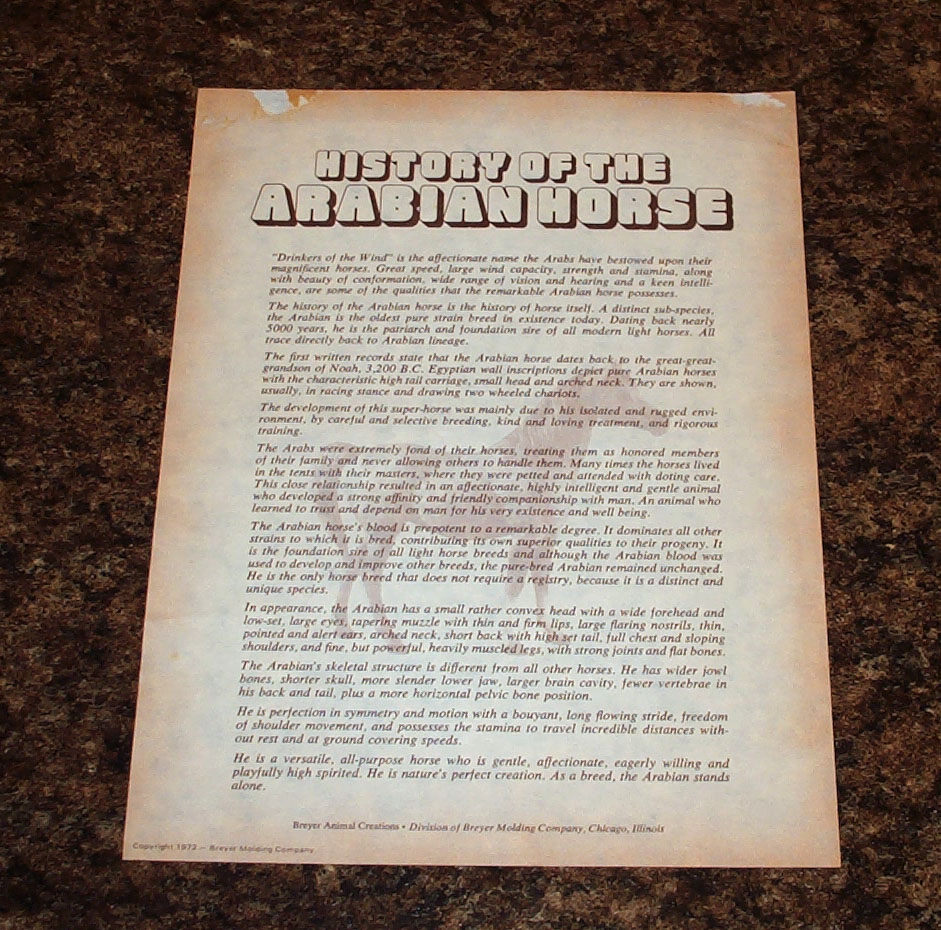 HISTORY OF THE
ARABIAN HORSE
"Drinkers of the Wind" is the affectionate name the Arabs have bestowed upon their
magnificent horses. Great speed, large wind capacity, strength and stamina, along
with beauty of conformation, wide range of vision and hearing and a keen intelli-
gence, are some of the qualities that the remarkable Arabian horse possesses.
The history of the Arabian horse is the history of horse itself. A distinct sub-species,
the Arabian is the oldest pure strain breed in existence today. Dating back nearly
5000 years, he is the patriarch and foundation sire of all modern light horses. All
trace directly back to Arabian lineage.
The first written records state that the Arabian horse dates back to the great-great-
grandson of Noah, 3,200 B.C. Egyptian wall inscriptions depict pure Arabian horses
with the characteristic high tail carriage, small head and arched neck. They are shown,
usually, in racing stance and drawing two wheeled chariots.
The development of this super-horse was mainly due to his isolated and rugged envi-
ronment, by careful and selective breeding, kind and loving treatment, and rigorous
training.
The Arabs were extremely fond of their horses, treating them as honored members
of their family and never allowing others to handle them. Many times the horses lived
in the tents with their masters, where they were petted and attended with doting care.
This close relationship resulted in an affectionate, highly intelligent and gentle animal
who developed a strong affinity and friendly companionship with man. An animal who
learned to trust and depend on man for his very existence and well being.
The Arabian horse's blood is prepotent to a remarkable degree. It dominates all other
strains to which it is bred, contributing its own superior qualities to their progeny. It
is the foundation sire of all light horse breeds and although the Arabian blood was
used to develop and improve other breeds, the pure-bred Arabian remained unchanged.
He is the only horse breed that does not require a registry, because it is a distinct and
unique species.
In appearance, the Arabian has a small rather convex head with a wide forehead and
low-set, large eyes, tapering muzzle with thin and firm lips, large flaring nostrils, thin,
pointed and alert ears, arched neck, short back with high set tail, full chest and sloping
shoulders, and fine, but powerful, heavily muscled legs, with strong joints and flat bones.
The Arabian's skeletal structure is different from all other horses. He has wider jowl
bones, shorter skull, more slender lower jaw, larger brain cavity, fewer vertebrae in
his back and tail, plus a more horizontal pelvic bone position.
He is perfection in symmetry and motion with a bouyant, long flowing stride, freedom
of shoulder movement, and possesses the stamina to travel incredible distances with-
out rest and at ground covering speeds.
He is a versatile, all-purpose horse who is gentle, affectionate, eagerly willing and
playfully high spirited. He is nature's perfect creation. As a breed, the Arabian stands
alone.
Breyer Animal Creations • Division of Breyer Molding Company, Chicago, Illinois
Copyright 1973 — Breyer Molding Company